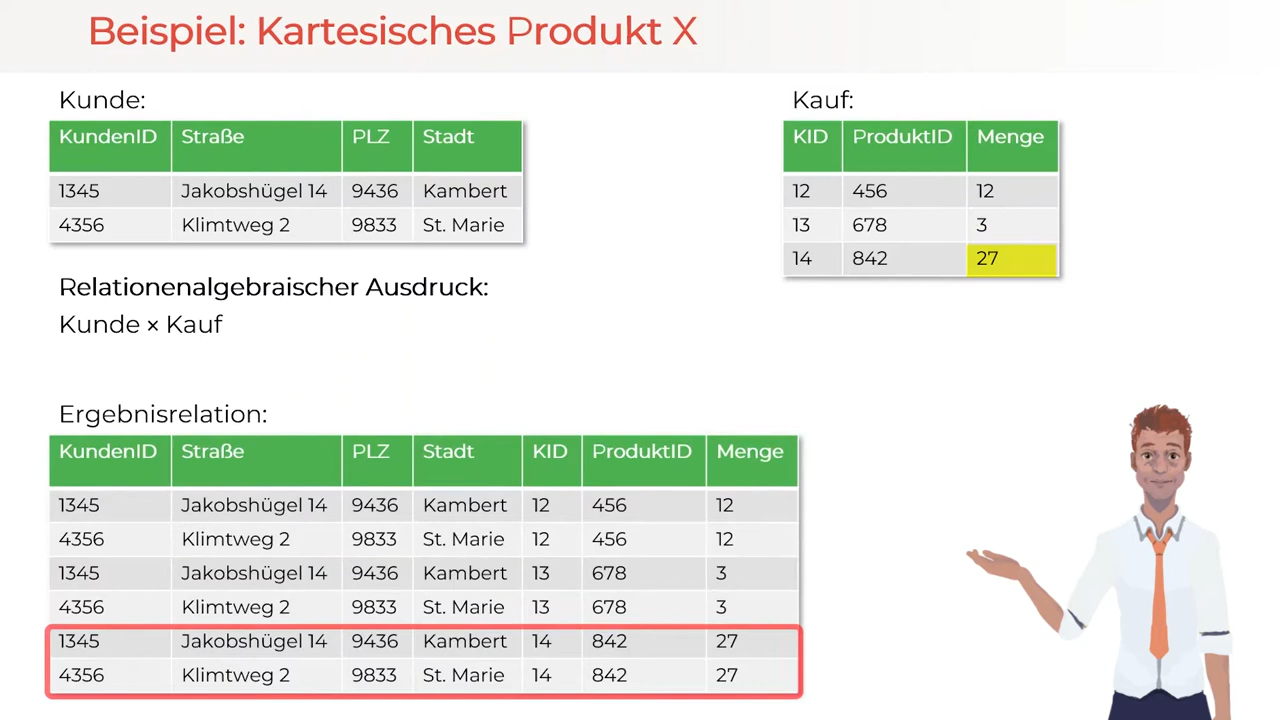 Beispiel: Kartesisches Produkt X
Kunde:
KundenID Straße PLZ Stadt
1345 Jakobshügel 14 9436 Kambert
4356 Klimtweg 2 9833 St. Marie
Kauf:
KID ProduktID Menge
12 456 12
13 678 3
14 842 27
Relationenalgebraischer Ausdruck:
Kunde × Kauf
Ergebnisrelation:
KundenID Straße PLZ Stadt KID ProduktID Menge
1345 Jakobshügel 14 9436 Kambert 12 456 12
4356 Klimtweg 2 9833 St. Marie 12 456 12
1345 Jakobshügel 14 9436 Kambert 13 678 3
4356 Klimtweg 2 9833 St. Marie 13 678 3
1345 Jakobshügel 14 9436 Kambert 14 842 27
4356 Klimtweg 2 9833 St. Marie 14 842 27